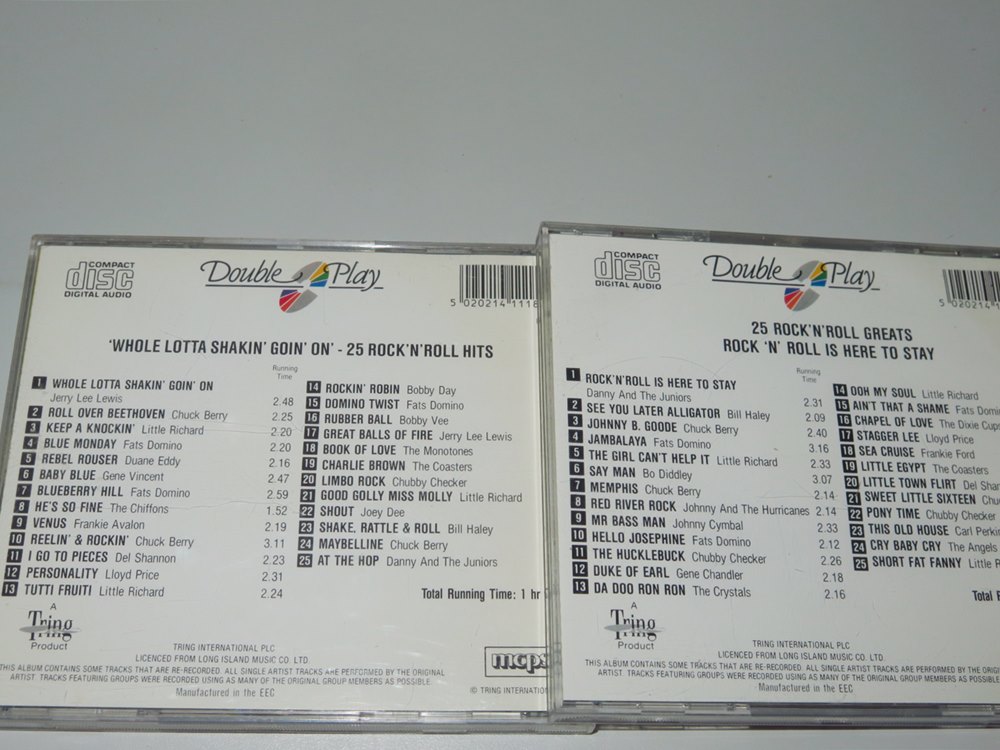 COMPACT
disc
DIGITAL AUDIO
Double Play
5 020214 1118
'WHOLE LOTTA SHAKIN' GOIN' ON' - 25 ROCK'N'ROLL HITS
Running
Time
1 WHOLE LOTTA SHAKIN' GOIN' ON
Jerry Lee Lewis 2.48
2 ROLL OVER BEETHOVEN Chuck Berry 2.25
3 KEEP A KNOCKIN' Little Richard 2.20
4 BLUE MONDAY Fats Domino 2.20
5 REBEL ROUSER Duane Eddy 2.16
6 BABY BLUE Gene Vincent 2.47
7 BLUEBERRY HILL Fats Domino 2.59
8 HE'S SO FINE The Chiffons 1.52
9 VENUS Frankie Avalon 2.19
10 REELIN' & ROCKIN' Chuck Berry 3.11
11 I GO TO PIECES Del Shannon 2.23
12 PERSONALITY Lloyd Price 2.31
13 TUTTI FRUITI Little Richard 2.24
14 ROCKIN' ROBIN Bobby Day
15 DOMINO TWIST Fats Domino
16 RUBBER BALL Bobby Vee
17 GREAT BALLS OF FIRE Jerry Lee Lewis
18 BOOK OF LOVE The Monotones
19 CHARLIE BROWN The Coasters
20 LIMBO ROCK Chubby Checker
21 GOOD GOLLY MISS MOLLY Little Richard
22 SHOUT Joey Dee
23 SHAKE, RATTLE & ROLL Bill Haley
24 MAYBELLINE Chuck Berry
25 AT THE HOP Danny And The Juniors
Total Running Time: 1 hr
A
Tring
Product
TRING INTERNATIONAL PLC
LICENCED FROM LONG ISLAND MUSIC CO. LTD.
mcps
THIS ALBUM CONTAINS SOME TRACKS THAT ARE RE-RECORDED. ALL SINGLE ARTIST TRACKS ARE PERFORMED BY THE ORIGINAL
ARTIST. TRACKS FEATURING GROUPS WERE RECORDED USING AS MANY OF THE ORIGINAL GROUP MEMBERS AS POSSIBLE.
Manufactured in the EEC
© TRING INTERNATIO
COMPACT
disc
DIGITAL AUDIO
Double Play
5 020214
25 ROCK'N'ROLL GREATS
ROCK 'N' ROLL IS HERE TO STAY
Running
Time
1 ROCK'N'ROLL IS HERE TO STAY
Danny And The Juniors 2.31
2 SEE YOU LATER ALLIGATOR Bill Haley 2.09
3 JOHNNY B. GOODE Chuck Berry 2.40
4 JAMBALAYA Fats Domino 3.16
5 THE GIRL CAN'T HELP IT Little Richard 2.33
6 SAY MAN Bo Diddley 3.07
7 MEMPHIS Chuck Berry 2.14
8 RED RIVER ROCK Johnny And The Hurricanes 2.14
9 MR BASS MAN Johnny Cymbal 2.33
10 HELLO JOSEPHINE Fats Domino 2.12
11 THE HUCKLEBUCK Chubby Checker 2.26
12 DUKE OF EARL Gene Chandler 2.18
13 DA DOO RON RON The Crystals 2.16
14 OOH MY SOUL Little Richard
15 AIN'T THAT A SHAME Fats Domi
16 CHAPEL OF LOVE The Dixie Cups
17 STAGGER LEE Lloyd Price
18 SEA CRUISE Frankie Ford
19 LITTLE EGYPT The Coasters
20 LITTLE TOWN FLIRT Del Shan
21 SWEET LITTLE SIXTEEN Chu
22 PONY TIME Chubby Checker
23 THIS OLD HOUSE Carl Perki
24 CRY BABY CRY The Angels
25 SHORT FAT FANNY Little R
Total
A
Tring
Product
TRING INTERNATIONAL PLC
LICENCED FROM LONG ISLAND MUSIC CO. LTD.
THIS ALBUM CONTAINS SOME TRACKS THAT ARE RE-RECORDED. ALL SINGLE ARTIST TRACKS ARE PERFORMED BY THE ORIGI
ARTIST. TRACKS FEATURING GROUPS WERE RECORDED USING AS MANY OF THE ORIGINAL GROUP MEMBERS AS POSSIBLE.
Manufactured in the EEC